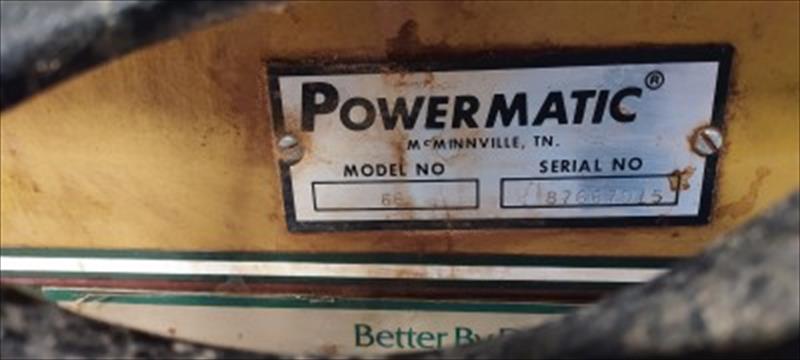 POWERMATIC®
McMINNVILLE, TN.
MODEL NO SERIAL NO
66
Better By